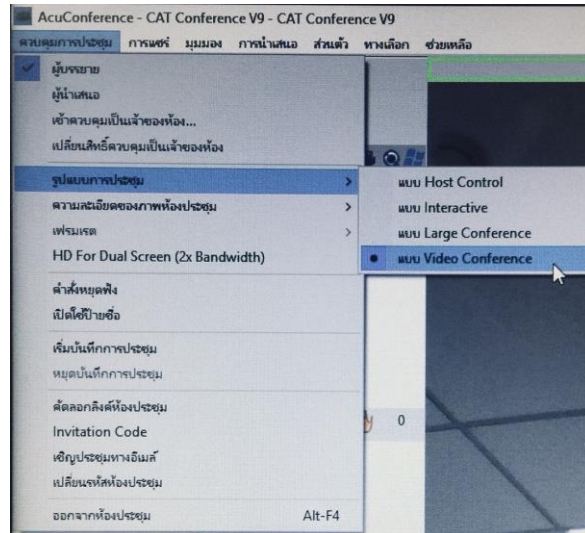 AcuConference - CAT Conference V9 - CAT Conference V9
ควบคุมการประชุม การแชร์ มุมมอง การนำเสนอ ส่วนตัว ทางเลือก ช่วยเหลือ
ผู้บรรยาย
ผู้นำเสนอ
เข้าควบคุมเป็นเจ้าของห้อง...
เปลี่ยนสิทธิ์ควบคุมเป็นเจ้าของห้อง
รูปแบบการประชุม
แบบ Host Control
ความละเอียดของภาพห้องประชุม
แบบ Interactive
เฟรมเรต
แบบ Large Conference
HD For Dual Screen (2x Bandwidth)
แบบ Video Conference
คำสั่งหยุดฟัง
เปิดใช้ป้ายชื่อ
เริ่มบันทึกการประชุม
หยุดบันทึกการประชุม
คัดลอกลิงค์ห้องประชุม
0
Invitation Code
เชิญประชุมทางอีเมล์
เปลี่ยนรหัสห้องประชุม
ออกจากห้องประชุม Alt-F4